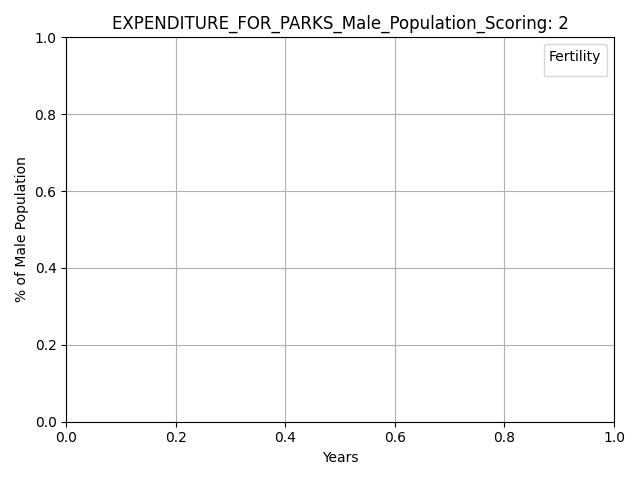 EXPENDITURE_FOR_PARKS_Male_Population_Scoring: 2
Fertility
% of Male Population
1.0
0.8
0.6
0.4
0.2
0.0
0.0 0.2 0.4 0.6 0.8 1.0
Years